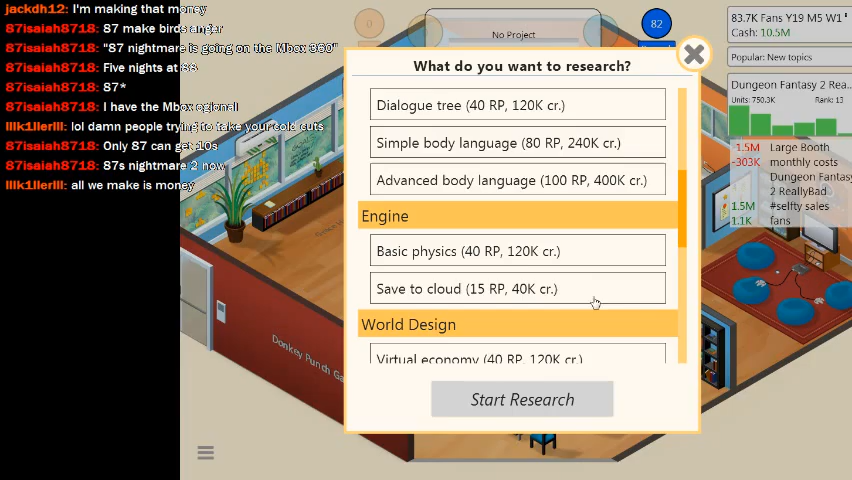 jackdh12: I'm making that money
87isaiah8718: 87 make birds anger
87isaiah8718: "87 nightmare is going on the Mbox 360"
87isaiah8718: Five nights at 88
87isaiah8718: 87*
87isaiah8718: I have the Mbox ogional
lllk1llerlll: lol damn people trying to take your cold cuts
87isaiah8718: Only 87 can get 10s
87isaiah8718: 87s nightmare 2 now
lllk1llerlll: all we make is money
0
No Project
82
What do you want to research?
Dialogue tree (40 RP, 120K cr.)
Simple body language (80 RP, 240K cr.)
Advanced body language (100 RP, 400K cr.)
Engine
Basic physics (40 RP, 120K cr.)
Save to cloud (15 RP, 40K cr.)
World Design
Virtual economy (40 RP, 120K cr.)
Start Research
Donkey Punch Ga
83.7K Fans Y19 M5 W1
Cash: 10.5M
Popular: New topics
Dungeon Fantasy 2 Rea...
Units: 750.3K Rank: 13
-1.5M Large Booth
-303K monthly costs
Dungeon Fantasy
2 ReallyBad
1.5M #selfty sales
1.1K fans